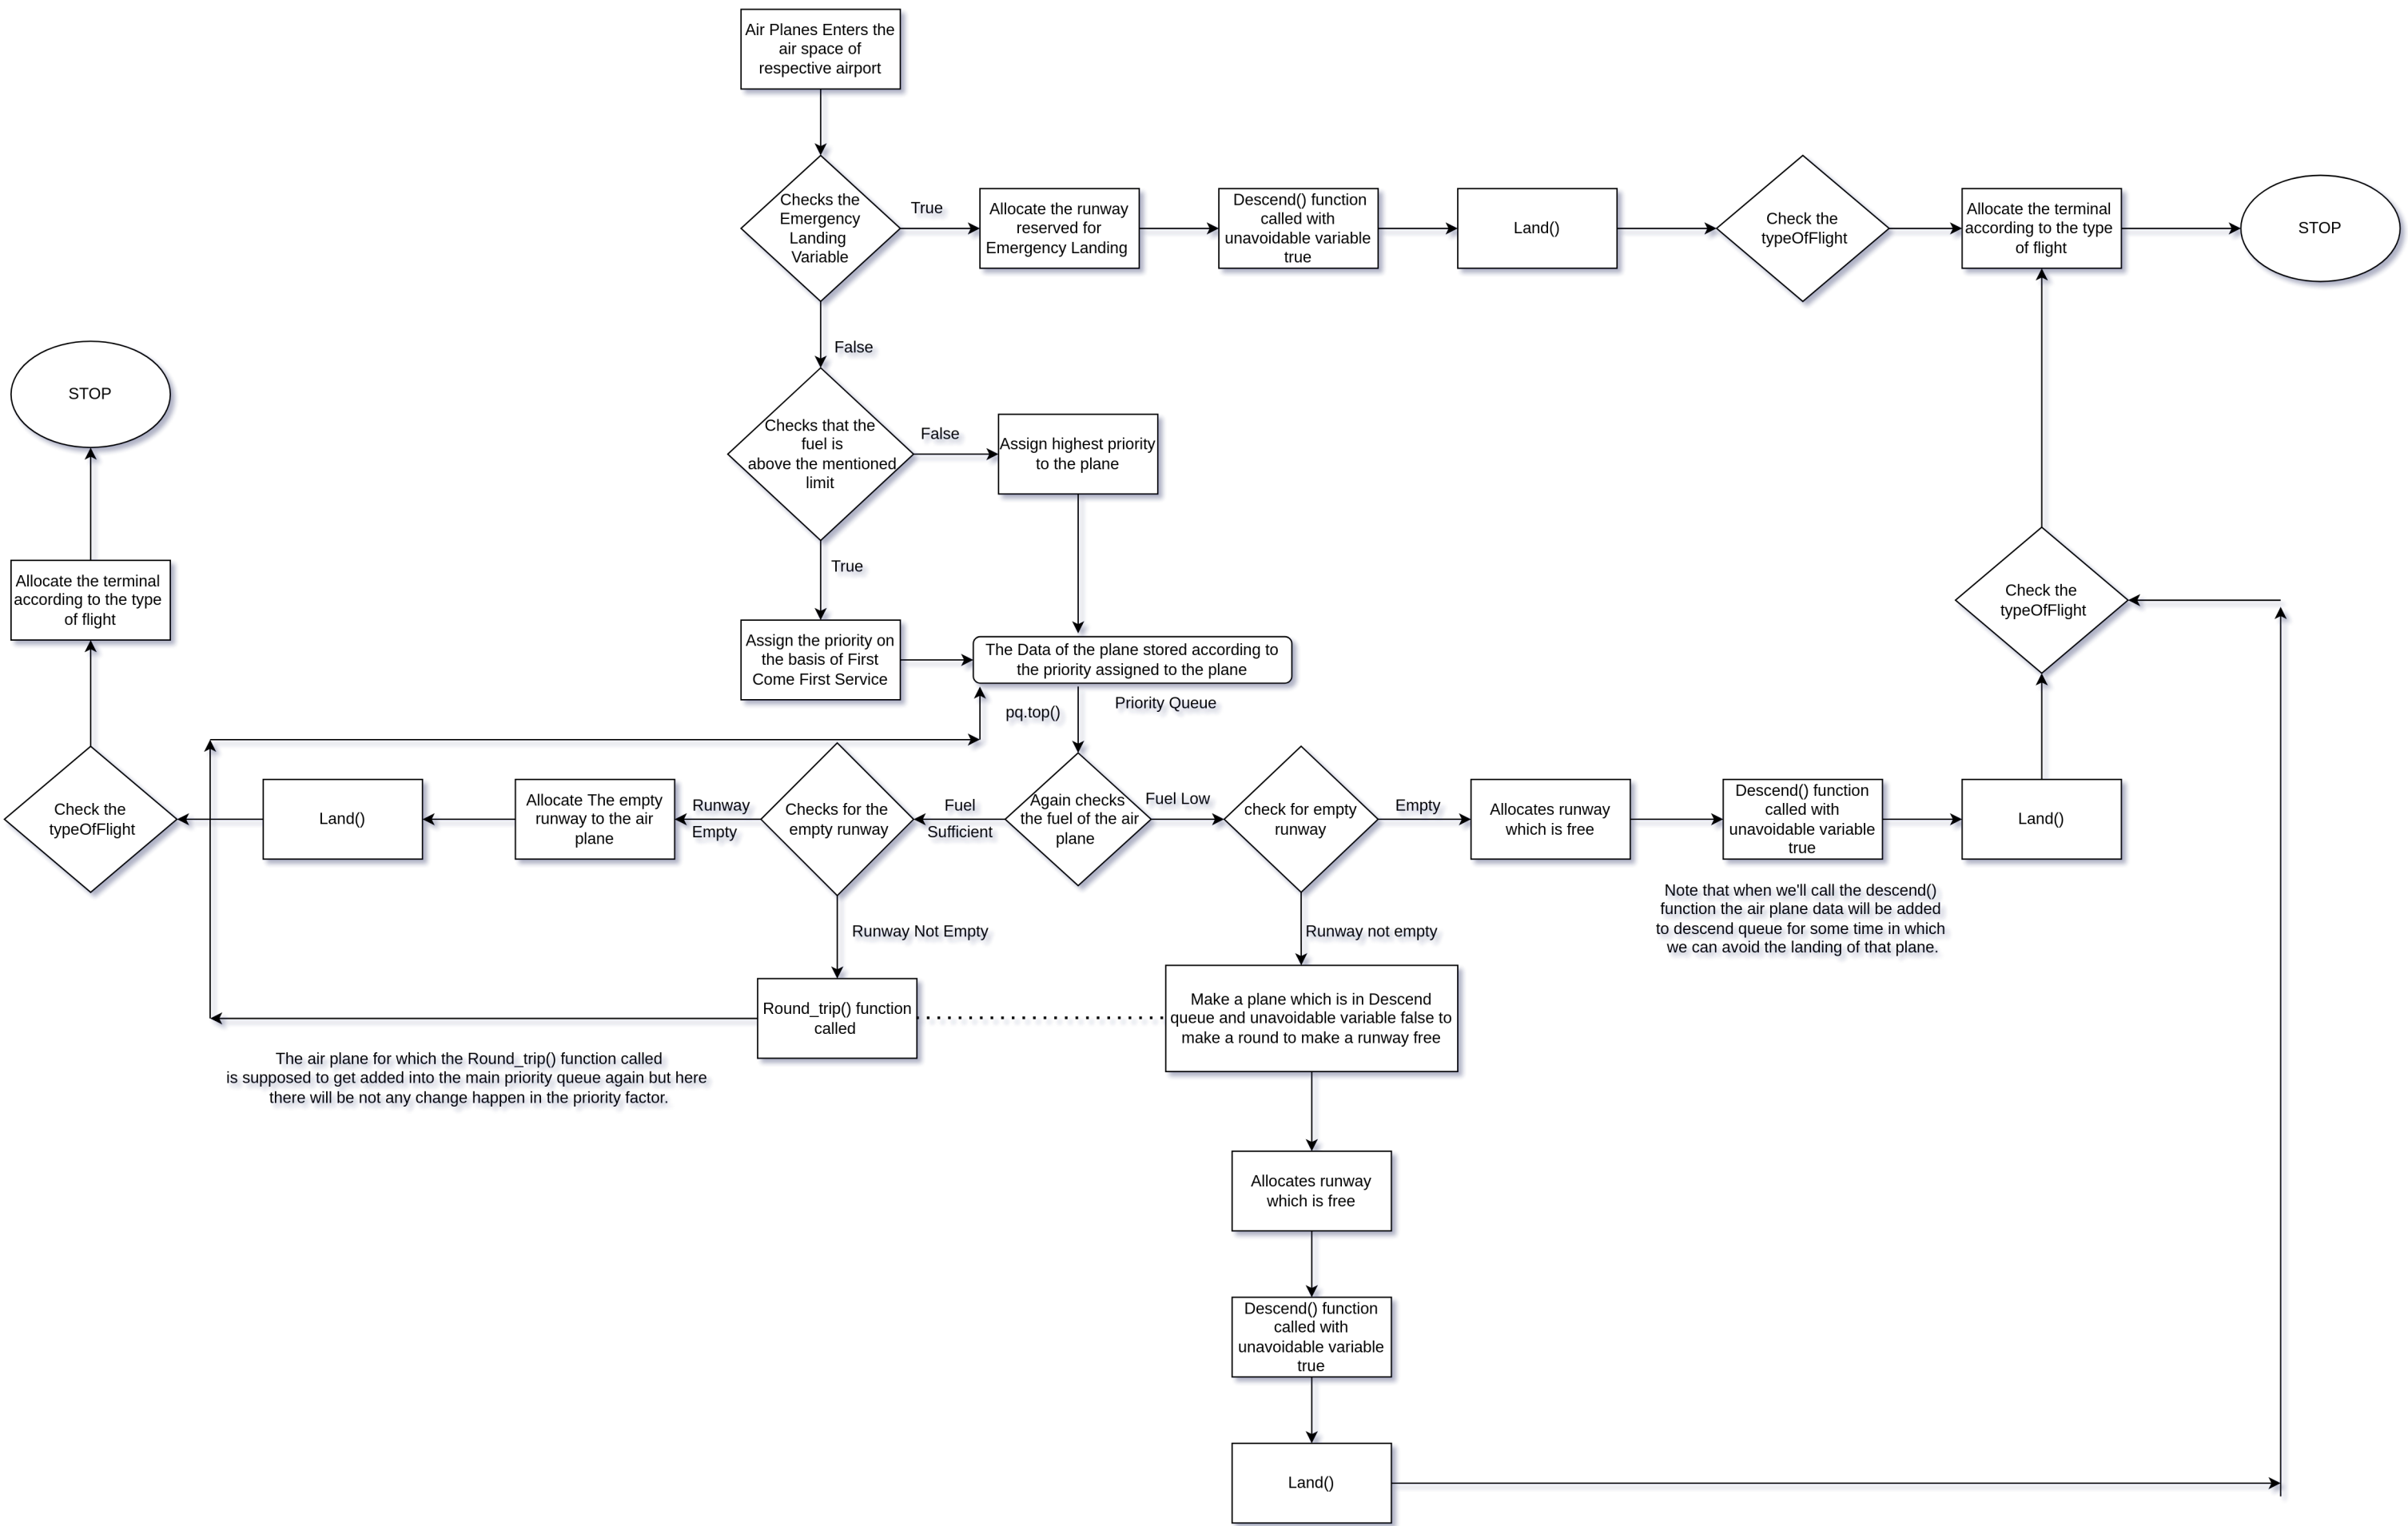 Air Planes Enters the
air space of
respective airport
Checks the
Emergency
Landing
Variable
True
Allocate the runway
reserved for
Emergency Landing
Descend() function
called with
unavoidable variable
true
Land()
Check the
typeOfFlight
Allocate the terminal
according to the type
of flight
STOP
False
STOP
Checks that the
fuel is
above the mentioned
limit
False
Assign highest priority
to the plane
True
Allocate the terminal
according to the type
of flight
Check the
typeOfFlight
Assign the priority on
the basis of First
Come First Service
The Data of the plane stored according to
the priority assigned to the plane
pq.top()
Priority Queue
Check the
typeOfFlight
Land()
Allocate The empty
runway to the air
plane
Runway
Empty
Checks for the
empty runway
Fuel
Sufficient
Again checks
the fuel of the air
plane
Fuel Low
check for empty
runway
Empty
Allocates runway
which is free
Descend() function
called with
unavoidable variable
true
Land()
Note that when we'll call the descend()
function the air plane data will be added
to descend queue for some time in which
we can avoid the landing of that plane.
Runway Not Empty
Runway not empty
Round_trip() function
called
Make a plane which is in Descend
queue and unavoidable variable false to
make a round to make a runway free
The air plane for which the Round_trip() function called
is supposed to get added into the main priority queue again but here
there will be not any change happen in the priority factor.
Allocates runway
which is free
Descend() function
called with
unavoidable variable
true
Land()